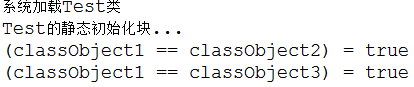 系统加载Test类
Test的静态初始化块...
(classObject1 == classObject2) = true
(classObject1 == classObject3) = true